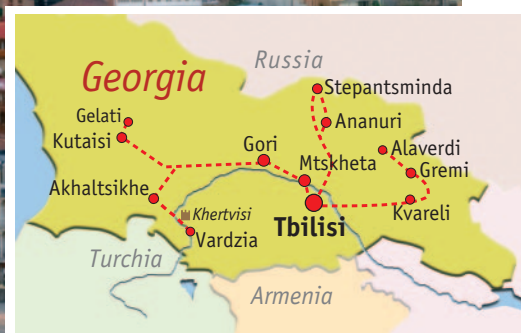 Russia
Georgia
Stepantsminda
Gelati
Ananuri
Kutaisi
Gori
Alaverdi
Mtskheta
Gremi
Akhaltsikhe
Khertvisi
Kvareli
Tbilisi
Vardzia
Turchia
Armenia